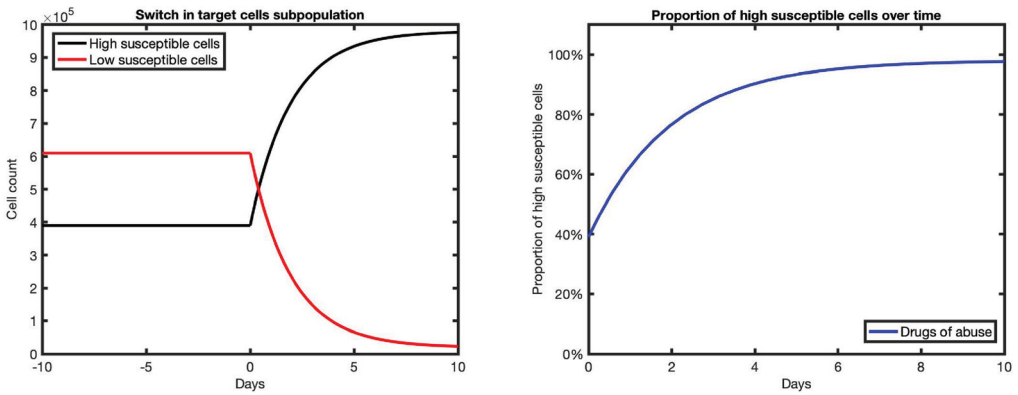 Switch in target cells subpopulation
×10⁵
10
9
8
7
6
5
4
3
2
1
0
Cell count
High susceptible cells
Low susceptible cells
-10 -5 0 5 10
Days
Proportion of high susceptible cells over time
100%
80%
60%
40%
20%
0%
Proportion of high susceptible cells
Drugs of abuse
0 2 4 6 8 10
Days